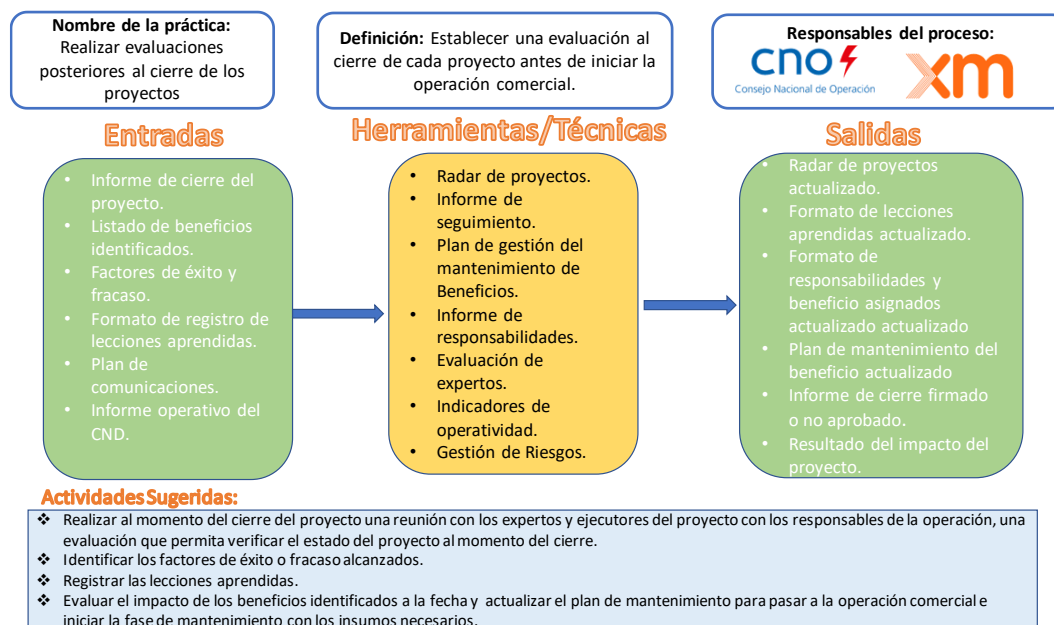 Nombre de la práctica:
Realizar evaluaciones
posteriores al cierre de los
proyectos
Definición: Establecer una evaluación al
cierre de cada proyecto antes de iniciar la
operación comercial.
Responsables del proceso:
cno
Consejo Nacional de Operación
xm
Entradas
Herramientas/Técnicas
Salidas
• Informe de cierre del
proyecto.
• Listado de beneficios
identificados.
• Factores de éxito y
fracaso.
• Formato de registro de
lecciones aprendidas.
• Plan de
comunicaciones.
• Informe operativo del
CND.
• Radar de proyectos.
• Informe de
seguimiento.
• Plan de gestión del
mantenimiento de
Beneficios.
• Informe de
responsabilidades.
• Evaluación de
expertos.
• Indicadores de
operatividad.
• Gestión de Riesgos.
• Radar de proyectos
actualizado.
• Formato de lecciones
aprendidas actualizado.
• Formato de
responsabilidades y
beneficio asignados
actualizado actualizado
• Plan de mantenimiento del
beneficio actualizado
• Informe de cierre firmado
o no aprobado.
• Resultado del impacto del
proyecto.
Actividades Sugeridas:
❖ Realizar al momento del cierre del proyecto una reunión con los expertos y ejecutores del proyecto con los responsables de la operación, una
evaluación que permita verificar el estado del proyecto al momento del cierre.
❖ Identificar los factores de éxito o fracaso alcanzados.
❖ Registrar las lecciones aprendidas.
❖ Evaluar el impacto de los beneficios identificados a la fecha y actualizar el plan de mantenimiento para pasar a la operación comercial e
iniciar la fase de mantenimiento con los insumos necesarios.